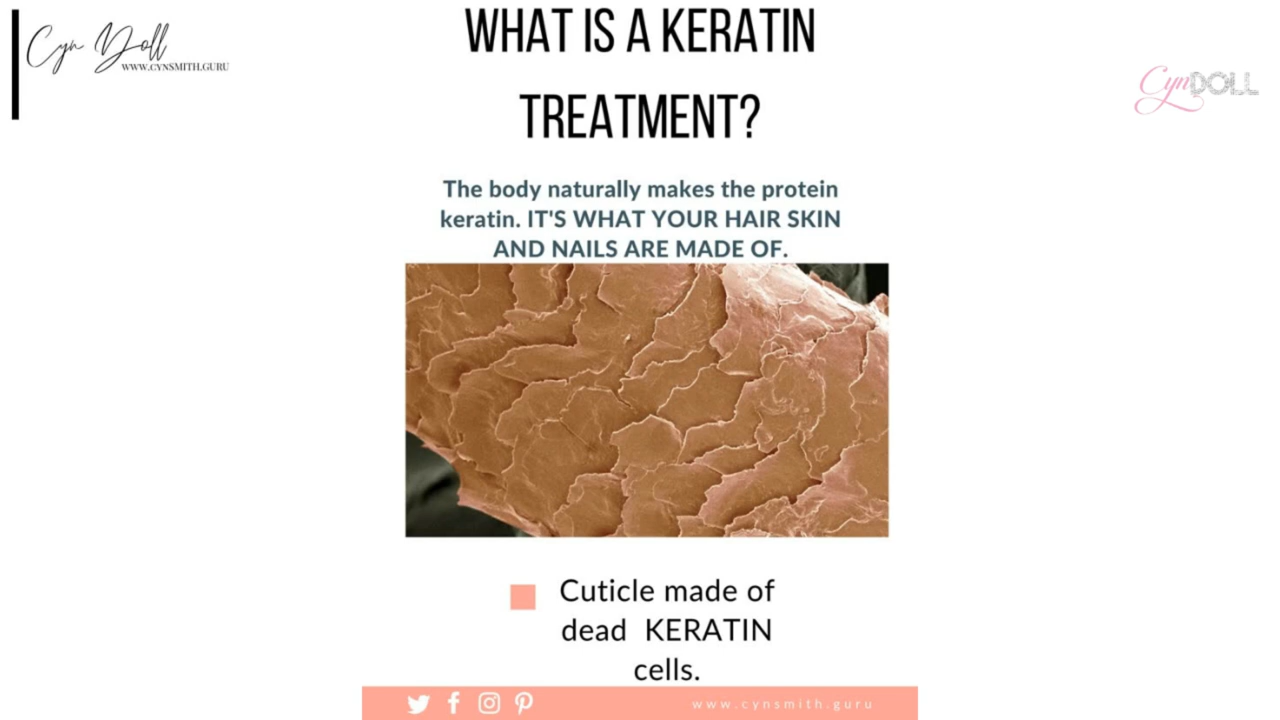 Cyn Doll
WWW.CYNSMITH.GURU
WHAT IS A KERATIN
TREATMENT?
CynDOLL
The body naturally makes the protein
keratin. IT'S WHAT YOUR HAIR SKIN
AND NAILS ARE MADE OF.
Cuticle made of
dead KERATIN
cells.
www.cynsmith.guru